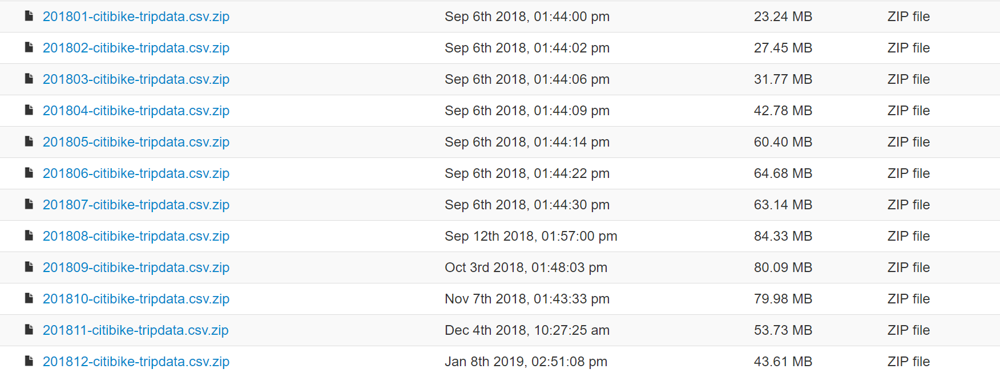 201801-citibike-tripdata.csv.zip Sep 6th 2018, 01:44:00 pm 23.24 MB ZIP file
201802-citibike-tripdata.csv.zip Sep 6th 2018, 01:44:02 pm 27.45 MB ZIP file
201803-citibike-tripdata.csv.zip Sep 6th 2018, 01:44:06 pm 31.77 MB ZIP file
201804-citibike-tripdata.csv.zip Sep 6th 2018, 01:44:09 pm 42.78 MB ZIP file
201805-citibike-tripdata.csv.zip Sep 6th 2018, 01:44:14 pm 60.40 MB ZIP file
201806-citibike-tripdata.csv.zip Sep 6th 2018, 01:44:22 pm 64.68 MB ZIP file
201807-citibike-tripdata.csv.zip Sep 6th 2018, 01:44:30 pm 63.14 MB ZIP file
201808-citibike-tripdata.csv.zip Sep 12th 2018, 01:57:00 pm 84.33 MB ZIP file
201809-citibike-tripdata.csv.zip Oct 3rd 2018, 01:48:03 pm 80.09 MB ZIP file
201810-citibike-tripdata.csv.zip Nov 7th 2018, 01:43:33 pm 79.98 MB ZIP file
201811-citibike-tripdata.csv.zip Dec 4th 2018, 10:27:25 am 53.73 MB ZIP file
201812-citibike-tripdata.csv.zip Jan 8th 2019, 02:51:08 pm 43.61 MB ZIP file